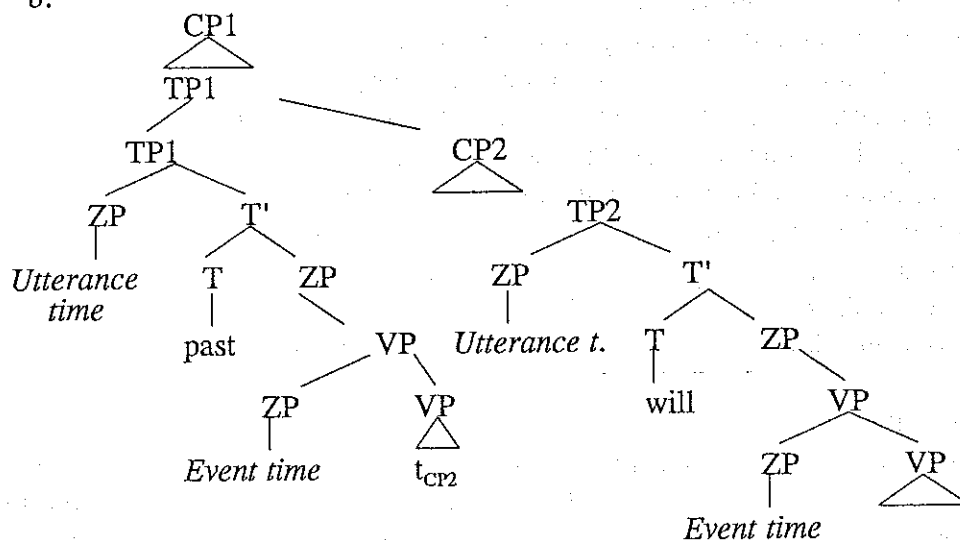 b.
CP1
TP1
TP1 CP2
ZP T' TP2
Utterance time T ZP ZP T'
past VP Utterance t. T ZP
ZP VP will VP
Event time t_CP2 ZP VP
Event time